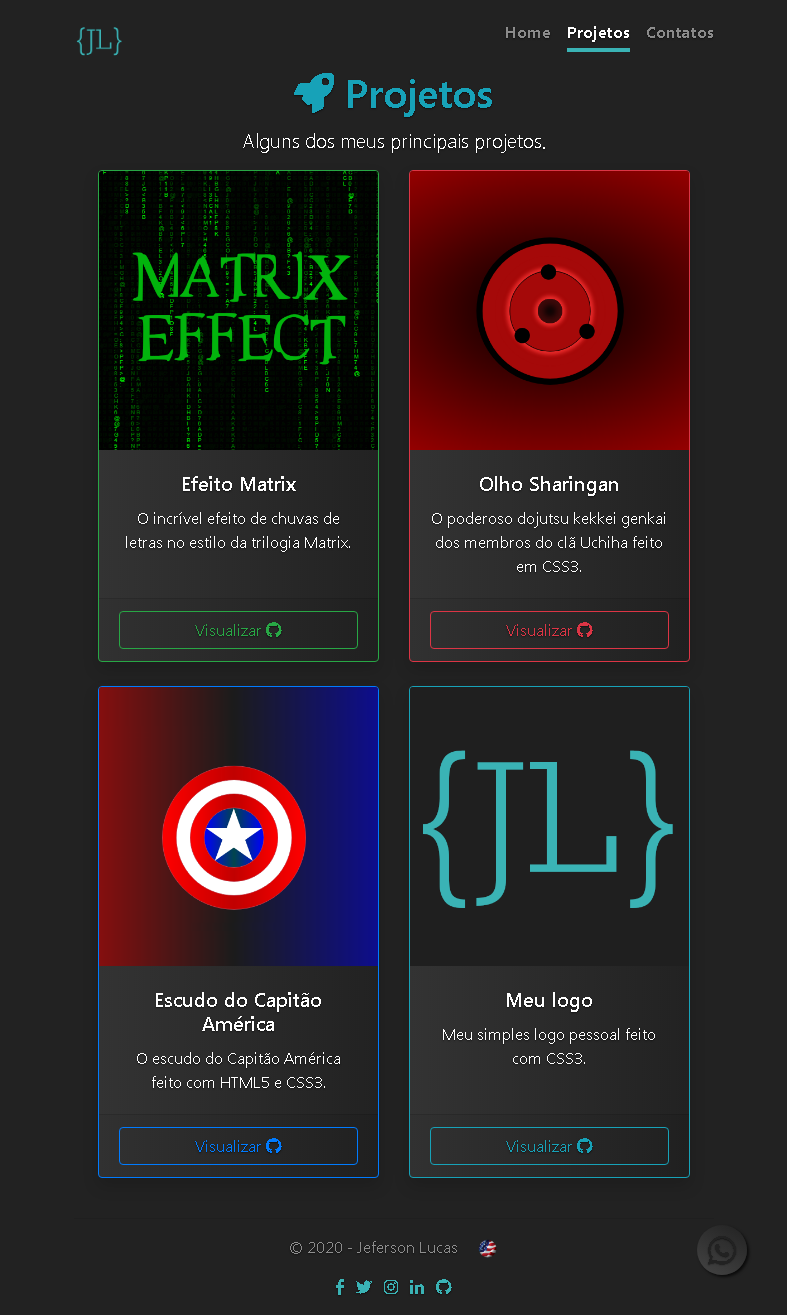 {JL}
Home Projetos Contatos
Projetos
Alguns dos meus principais projetos.
MATRIX
EFFECT
Efeito Matrix
O incrível efeito de chuvas de
letras no estilo da trilogia Matrix.
Visualizar
Olho Sharingan
O poderoso dojutsu kekkei genkai
dos membros do clã Uchiha feito
em CSS3.
Visualizar
Escudo do Capitão
América
O escudo do Capitão América
feito com HTML5 e CSS3.
Visualizar
{JL}
Meu logo
Meu simples logo pessoal feito
com CSS3.
Visualizar
© 2020 - Jeferson Lucas